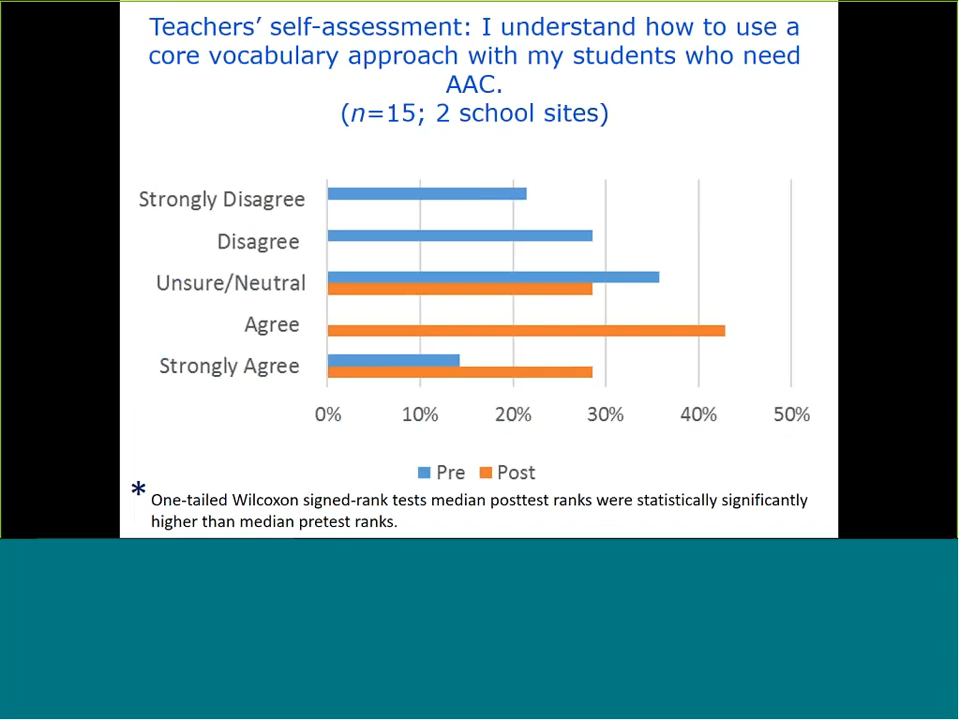 Teachers’ self-assessment: I understand how to use a
core vocabulary approach with my students who need
AAC.
(n=15; 2 school sites)
Strongly Disagree
Disagree
Unsure/Neutral
Agree
Strongly Agree
0% 10% 20% 30% 40% 50%
Pre Post
* One-tailed Wilcoxon signed-rank tests median posttest ranks were statistically significantly
higher than median pretest ranks.